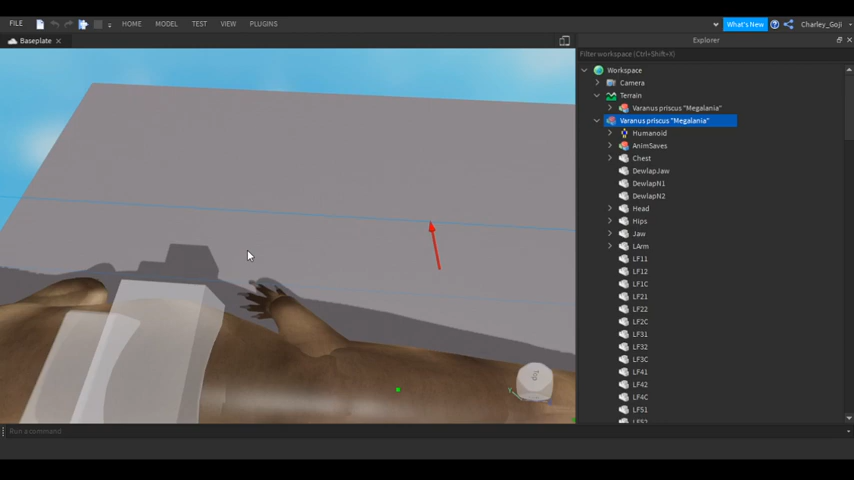 FILE HOME MODEL TEST VIEW PLUGINS What's New Charley_Goji
Baseplate Explorer
Filter workspace (Ctrl+Shift+X)
Workspace
Camera
Terrain
Varanus priscus "Megalania"
Varanus priscus "Megalania"
Humanoid
AnimSaves
Chest
DewlapJaw
DewlapN1
DewlapN2
Head
Hips
Jaw
LArm
LF11
LF12
LF1C
LF21
LF22
LF2C
LF31
LF32
LF3C
LF41
LF42
LF4C
LF51
Y
Run a command